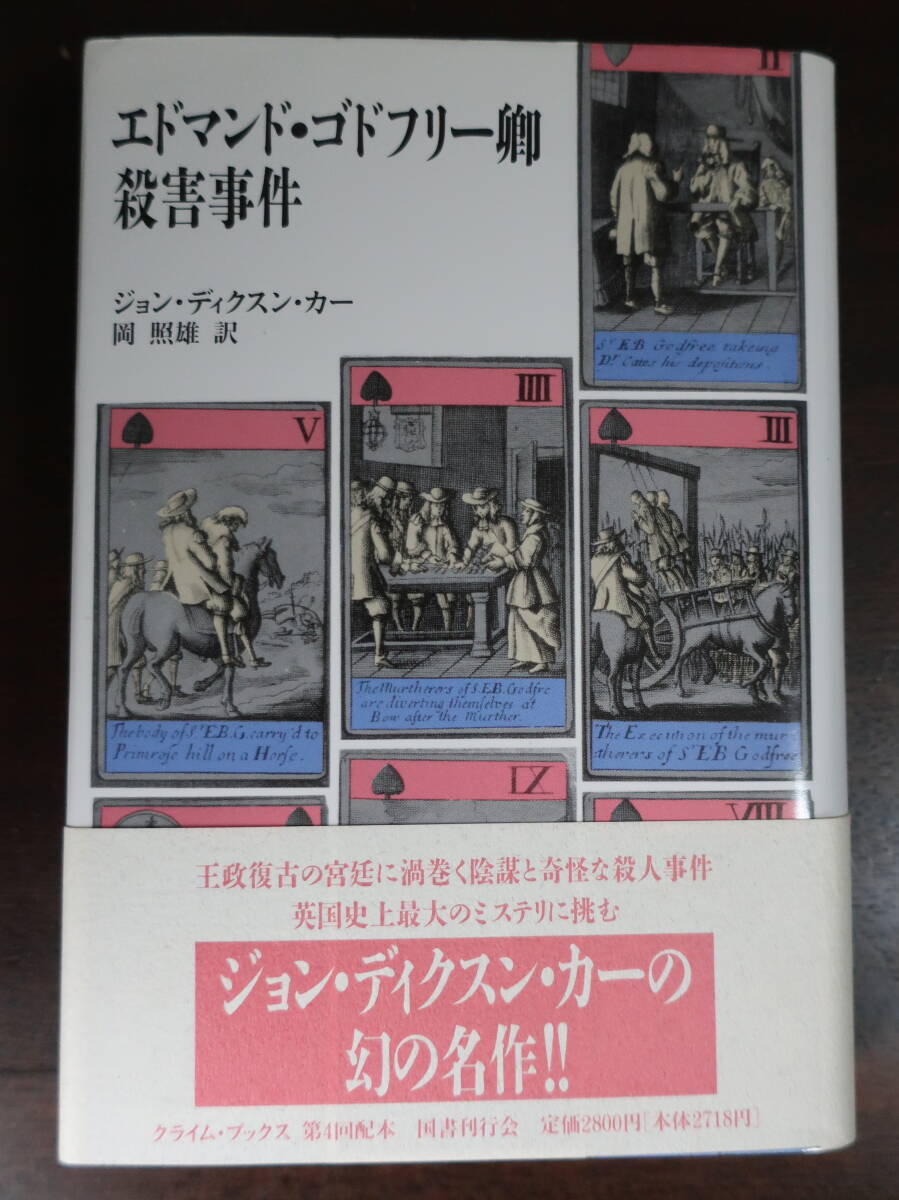 エドマンド・ゴドフリー卿
殺害事件
ジョン・ディクスン・カー
岡 照雄 訳
II
Sr. E.B. Godfree takeing
Dr. Oates his depositions.
V
The body of Sr. E.B.G. carry'd to
Primrose hill on a Horse.
IIII
The Murtherers of S.E.B. Godfre
are diverting themselves at
Bow after the Murther.
III
The Execution of the mur
therers of Sr. E B Godfree
IX
VIII
王政復古の宮廷に渦巻く陰謀と奇怪な殺人事件
英国史上最大のミステリに挑む
ジョン・ディクスン・カーの
幻の名作!!
クライム・ブックス 第4回配本 国書刊行会 定価2800円[本体2718円]